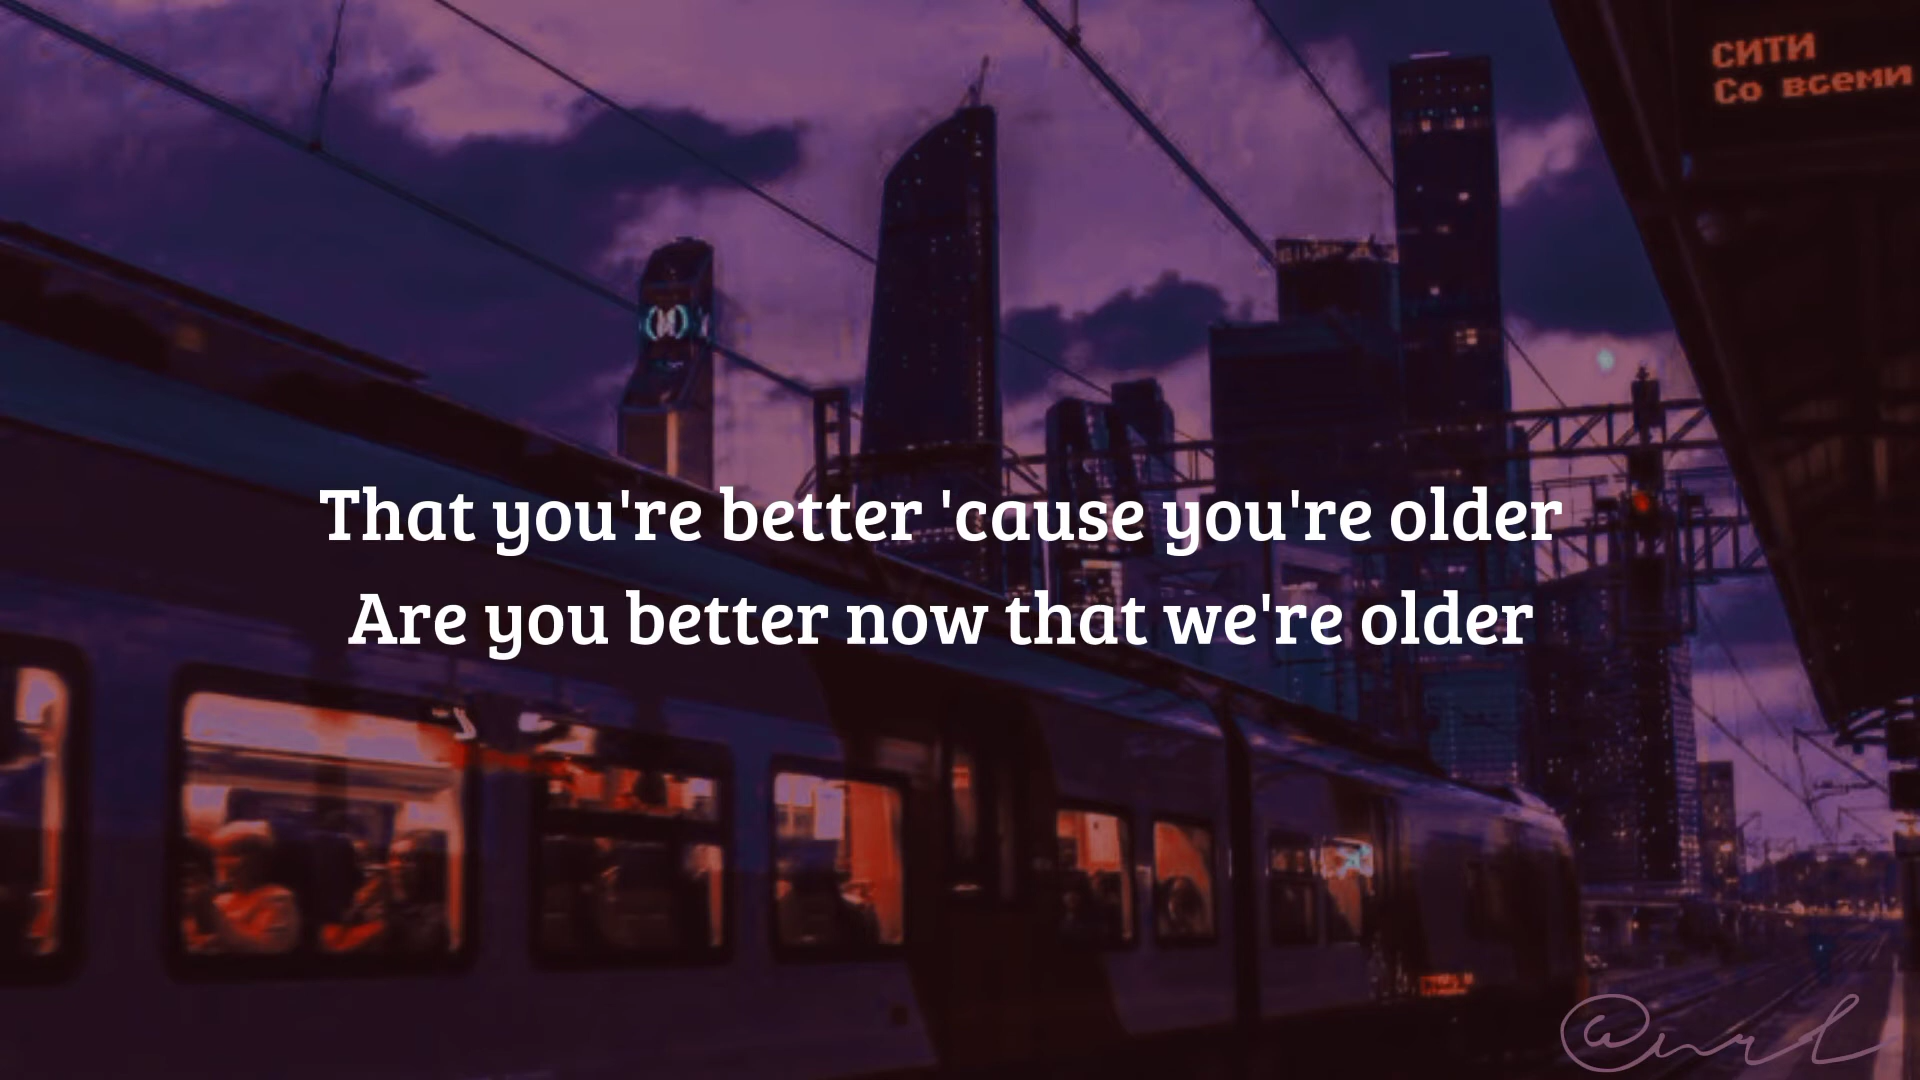 СИТИ
Со всеми
That you're better 'cause you're older
Are you better now that we're older